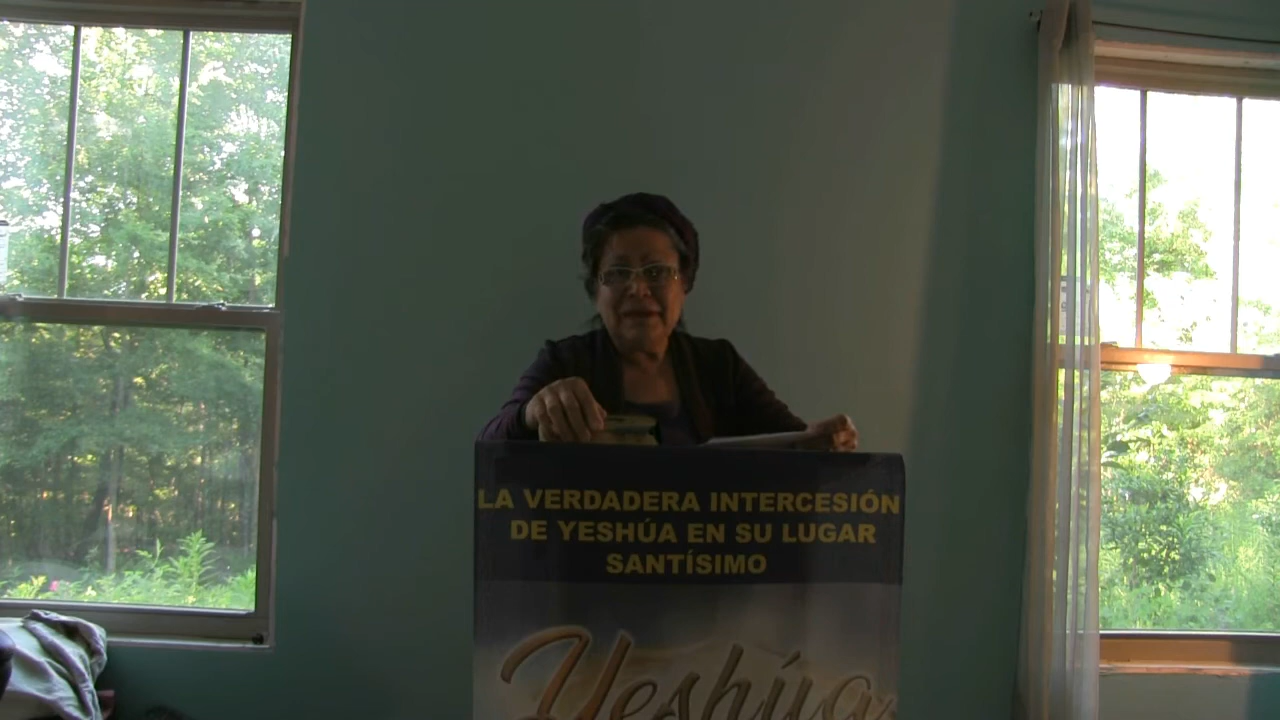 LA VERDADERA INTERCESIÓN
DE YESHÚA EN SU LUGAR
SANTÍSIMO
Yeshúa